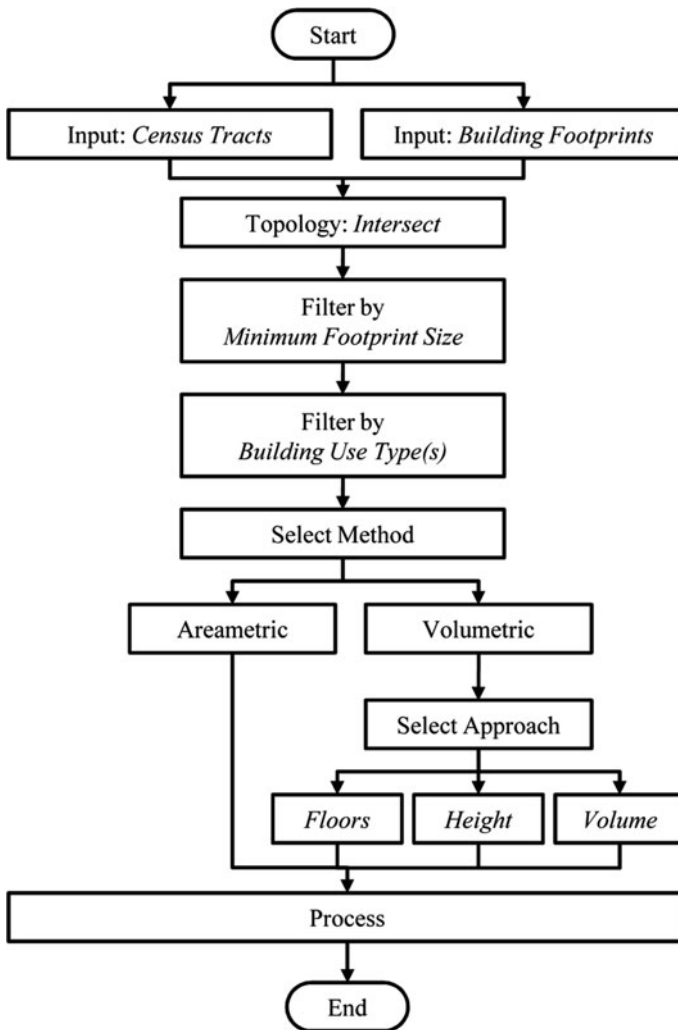 Start
Input: Census Tracts
Input: Building Footprints
Topology: Intersect
Filter by
Minimum Footprint Size
Filter by
Building Use Type(s)
Select Method
Areametric
Volumetric
Select Approach
Floors
Height
Volume
Process
End